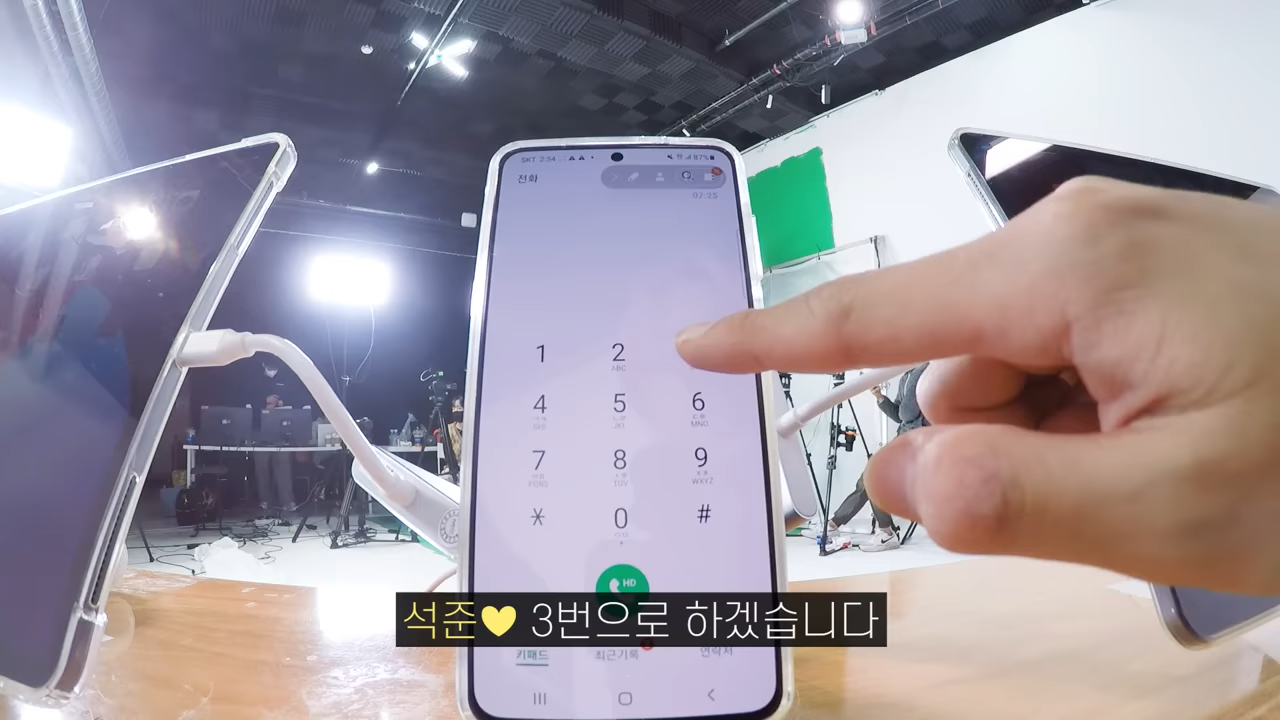 SKT 2:54
87%
전화
07:25
1 2
ABC
4 5 6
GHI JKL MNO
7 8 9
PQRS TUV WXYZ
* 0 #
+
HD
석준💛 3번으로 하겠습니다
키패드 최근기록 연락처